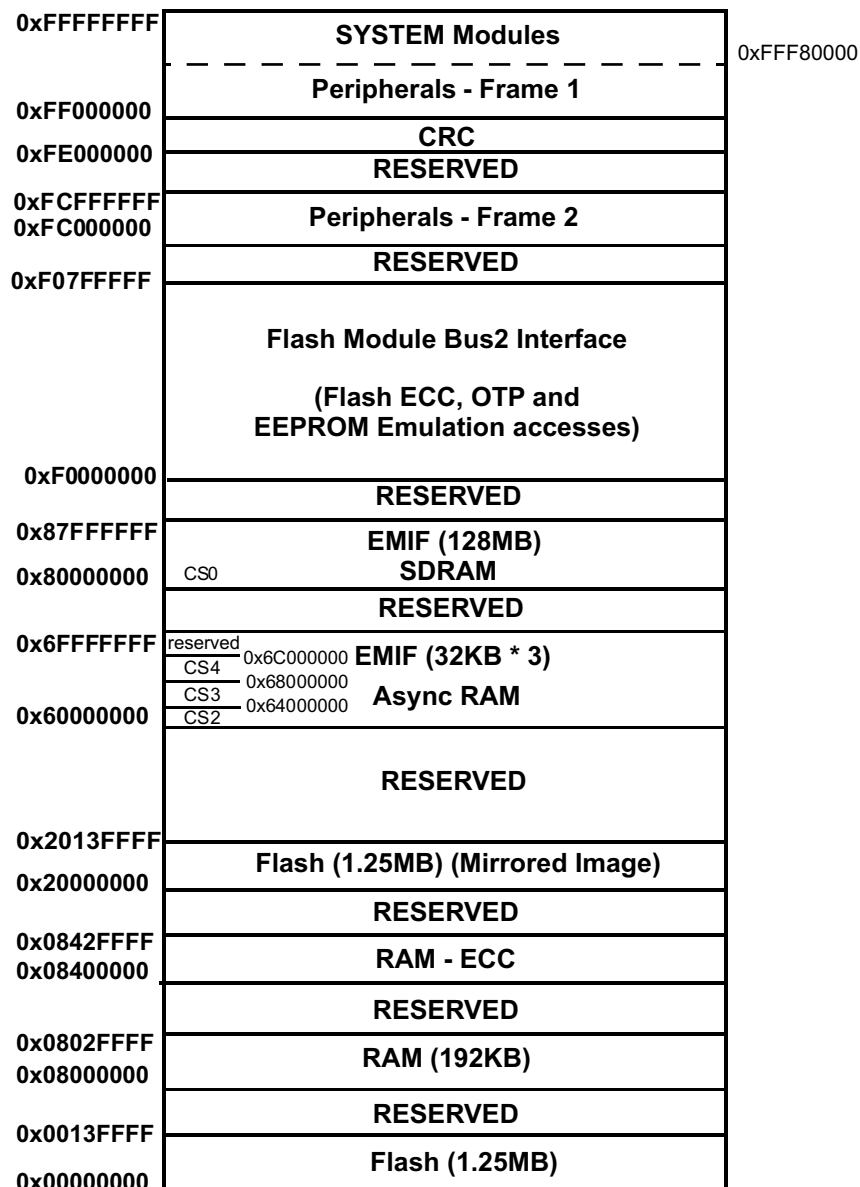 0xFFFFFFFF
SYSTEM Modules
0xFFF80000
Peripherals - Frame 1
0xFF000000
CRC
0xFE000000
RESERVED
0xFCFFFFFF
Peripherals - Frame 2
0xFC000000
RESERVED
0xF07FFFFF
Flash Module Bus2 Interface
(Flash ECC, OTP and
EEPROM Emulation accesses)
0xF0000000
RESERVED
0x87FFFFFF
EMIF (128MB)
0x80000000 CS0 SDRAM
RESERVED
0x6FFFFFFF reserved
0x6C000000 EMIF (32KB * 3)
CS4
0x68000000
CS3 Async RAM
0x64000000
0x60000000 CS2
RESERVED
0x2013FFFF
Flash (1.25MB) (Mirrored Image)
0x20000000
RESERVED
0x0842FFFF
RAM - ECC
0x08400000
RESERVED
0x0802FFFF
RAM (192KB)
0x08000000
RESERVED
0x0013FFFF
Flash (1.25MB)
0x00000000